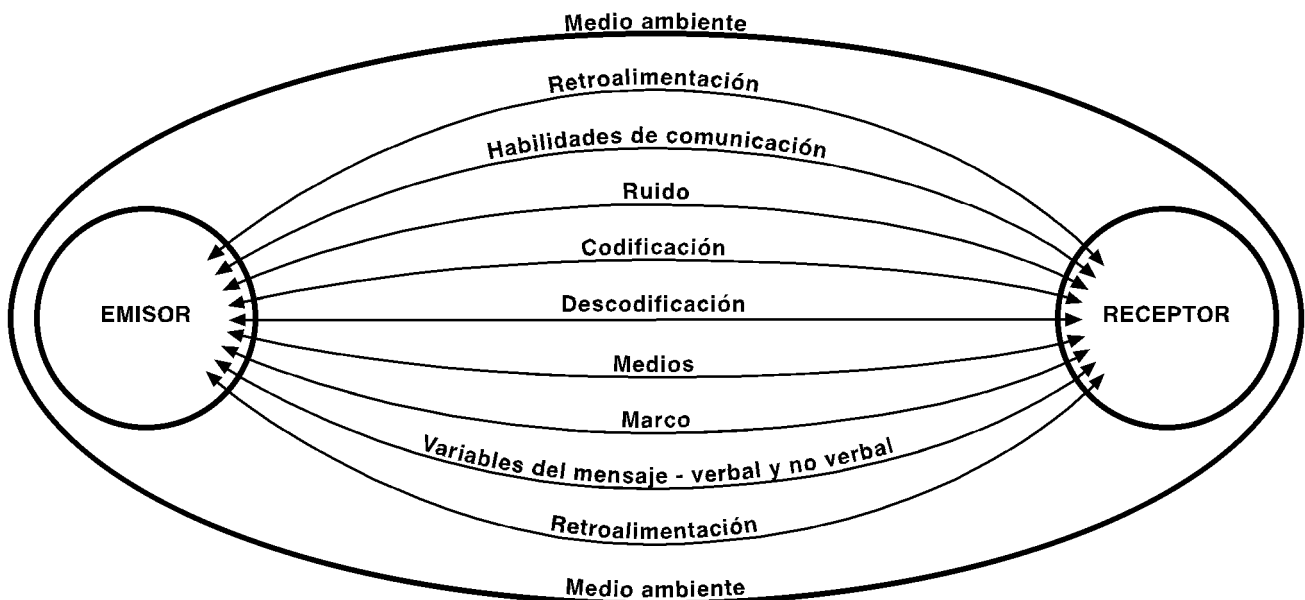 Medio ambiente
Retroalimentación
Habilidades de comunicación
Ruido
Codificación
EMISOR
Descodificación
RECEPTOR
Medios
Marco
Variables del mensaje - verbal y no verbal
Retroalimentación
Medio ambiente